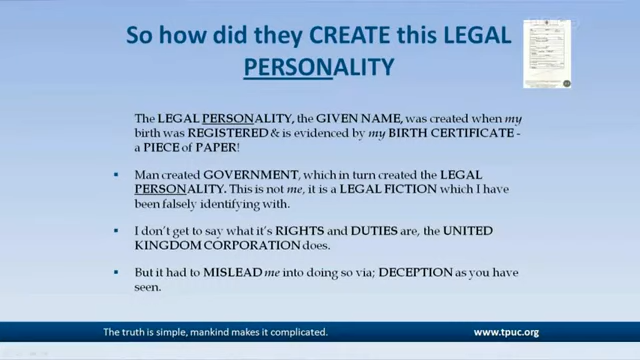 So how did they CREATE this LEGAL
PERSONALITY
The LEGAL PERSONALITY, the GIVEN NAME, was created when my
birth was REGISTERED & is evidenced by my BIRTH CERTIFICATE -
a PIECE of PAPER!
Man created GOVERNMENT, which in turn created the LEGAL
PERSONALITY. This is not me, it is a LEGAL FICTION which I have
been falsely identifying with.
I don't get to say what it's RIGHTS and DUTIES are, the UNITED
KINGDOM CORPORATION does.
But it had to MISLEAD me into doing so via; DECEPTION as you have
seen.
The truth is simple, mankind makes it complicated.
www.tpuc.org